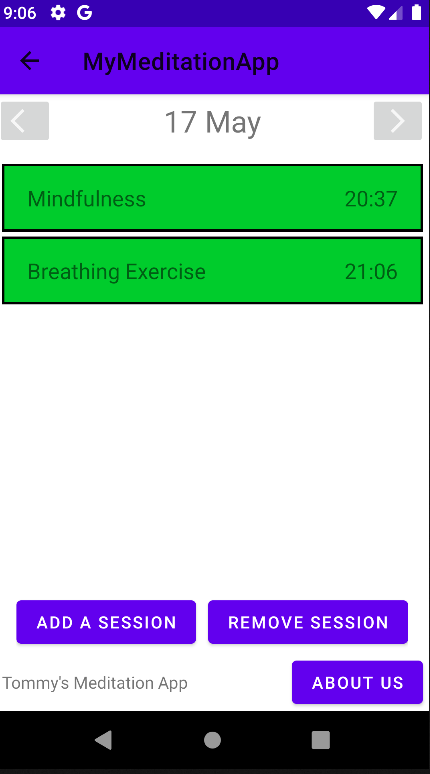 9:06 G
MyMeditationApp
17 May
Mindfulness 20:37
Breathing Exercise 21:06
ADD A SESSION REMOVE SESSION
Tommy's Meditation App ABOUT US